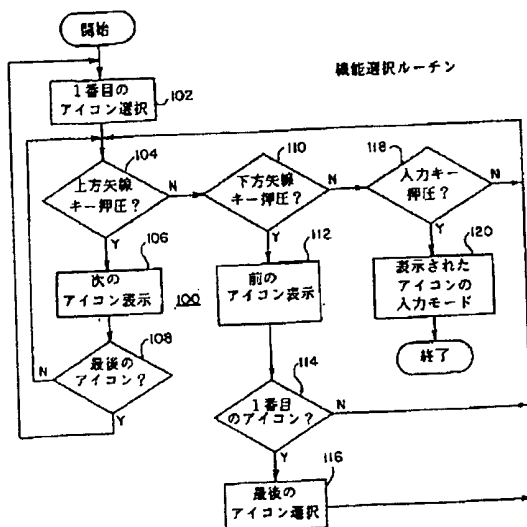 開始
機能選択ルーチン
1番目の
アイコン選択
102
104
上方矢線
キー押圧?
N
Y
110
下方矢線
キー押圧?
N
Y
118
入力キー
押圧?
N
Y
106
次の
アイコン表示
100
112
前の
アイコン表示
120
表示された
アイコンの
入力モード
終了
108
最後の
アイコン?
N
Y
114
1番目
のアイコン?
N
Y
116
最後の
アイコン選択